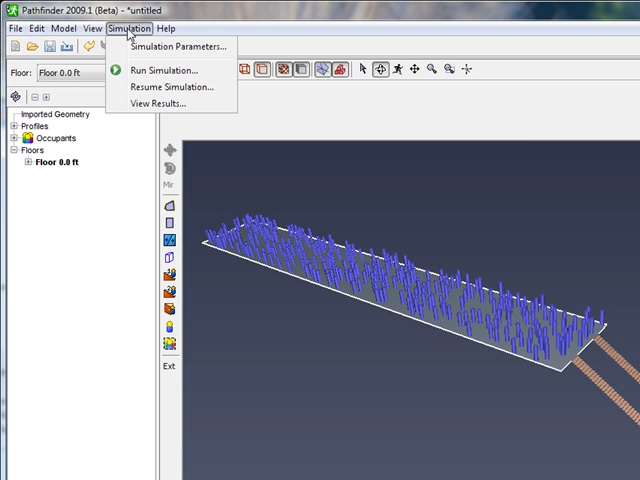 Pathfinder 2009.1 (Beta) - *untitled
File Edit Model View Simulation Help
Simulation Parameters...
Run Simulation...
Resume Simulation...
View Results...
Floor: Floor 0.0 ft
Imported Geometry
Profiles
Occupants
Floors
Floor 0.0 ft
Mir
Ext